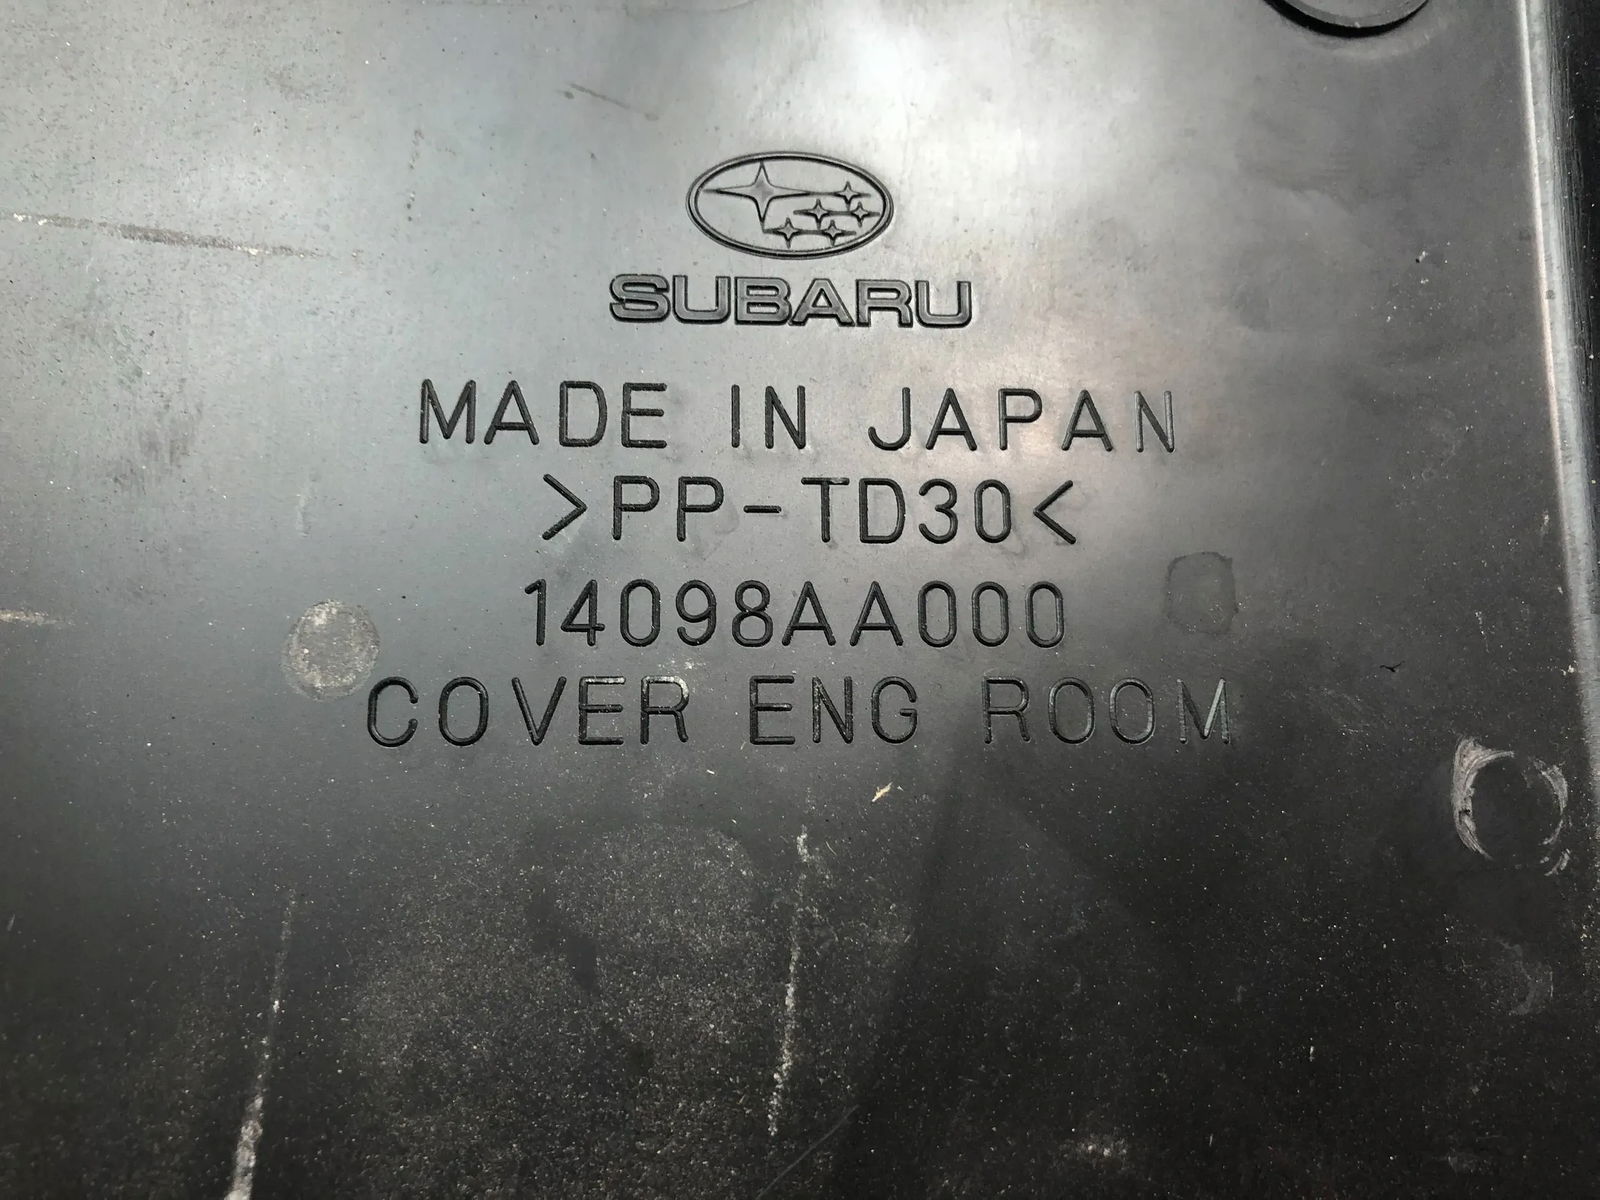 SUBARU
MADE IN JAPAN
>PP-TD30<
14098AA000
COVER ENG ROOM